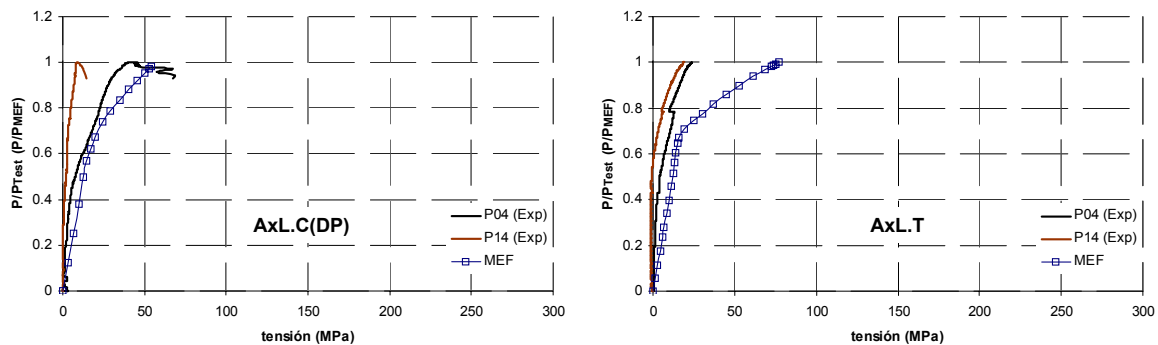 1.2
1
0.8
0.6
0.4
0.2
0
P/PTest (P/PMEF)
AxL.C(DP)
P04 (Exp)
P14 (Exp)
MEF
0 50 100 150 200 250 300
tensión (MPa)
1.2
1
0.8
0.6
0.4
0.2
0
P/PTest (P/PMEF)
AxL.T
P04 (Exp)
P14 (Exp)
MEF
0 50 100 150 200 250 300
tensión (MPa)